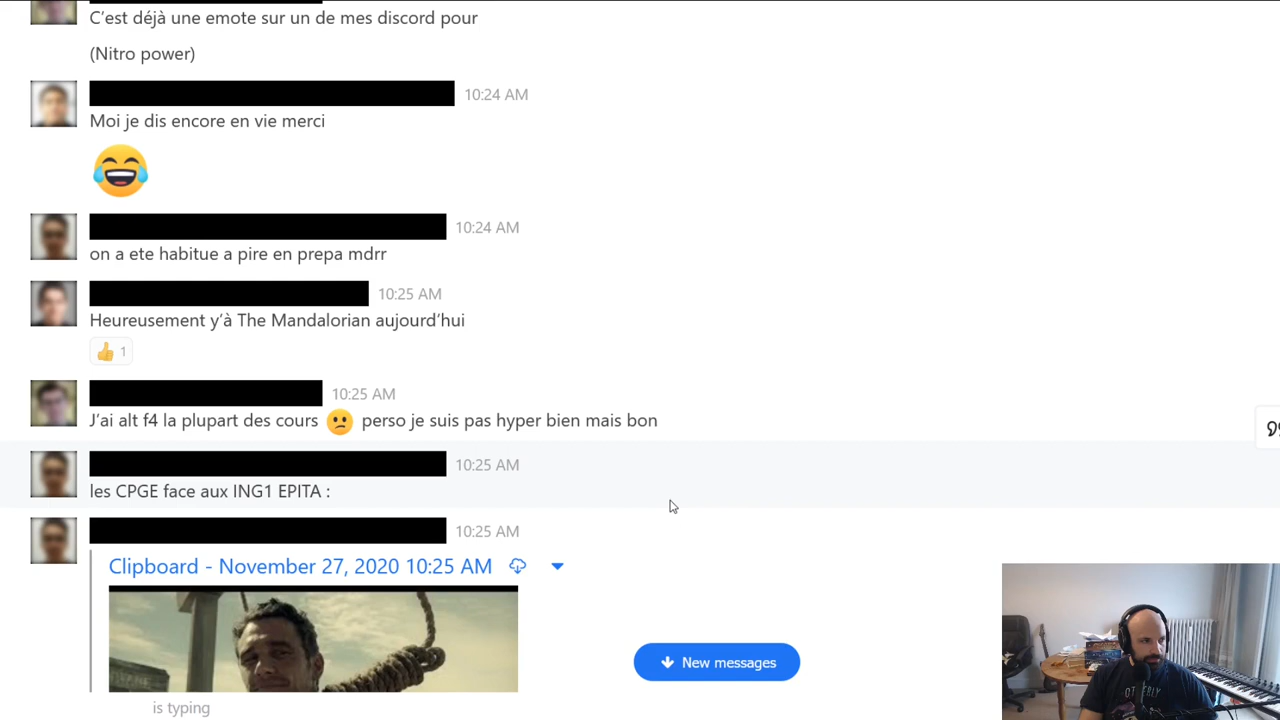 C'est déjà une emote sur un de mes discord pour
(Nitro power)
10:24 AM
Moi je dis encore en vie merci
10:24 AM
on a ete habitue a pire en prepa mdrr
10:25 AM
Heureusement y'à The Mandalorian aujourd'hui
👍 1
10:25 AM
J'ai alt f4 la plupart des cours 😕 perso je suis pas hyper bien mais bon
10:25 AM
les CPGE face aux ING1 EPITA :
10:25 AM
Clipboard - November 27, 2020 10:25 AM
New messages
is typing